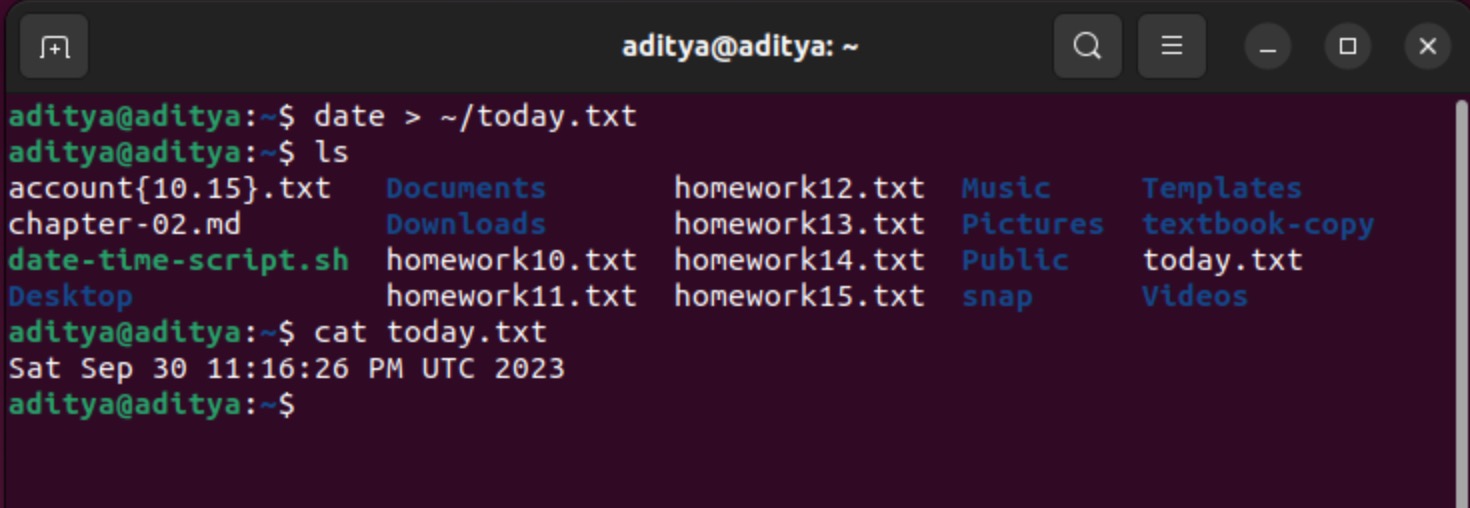 aditya@aditya: ~
aditya@aditya:~$ date > ~/today.txt
aditya@aditya:~$ ls
account{10.15}.txt   Documents       homework12.txt  Music     Templates
chapter-02.md        Downloads       homework13.txt  Pictures  textbook-copy
date-time-script.sh  homework10.txt  homework14.txt  Public    today.txt
Desktop              homework11.txt  homework15.txt  snap      Videos
aditya@aditya:~$ cat today.txt
Sat Sep 30 11:16:26 PM UTC 2023
aditya@aditya:~$